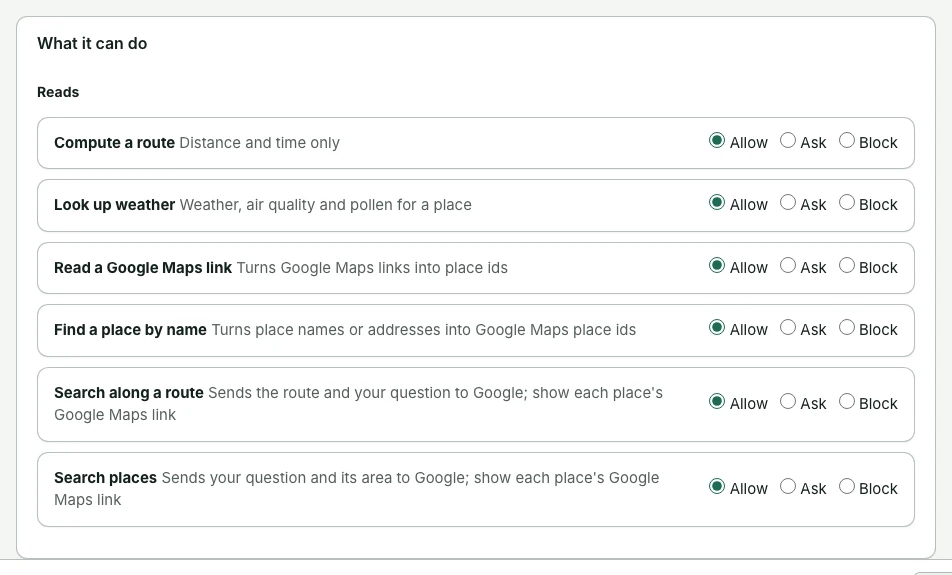 What it can do
Reads
Compute a route Distance and time only Allow Ask Block
Look up weather Weather, air quality and pollen for a place Allow Ask Block
Read a Google Maps link Turns Google Maps links into place ids Allow Ask Block
Find a place by name Turns place names or addresses into Google Maps place ids Allow Ask Block
Search along a route Sends the route and your question to Google; show each place's
Google Maps link Allow Ask Block
Search places Sends your question and its area to Google; show each place's Google
Maps link Allow Ask Block